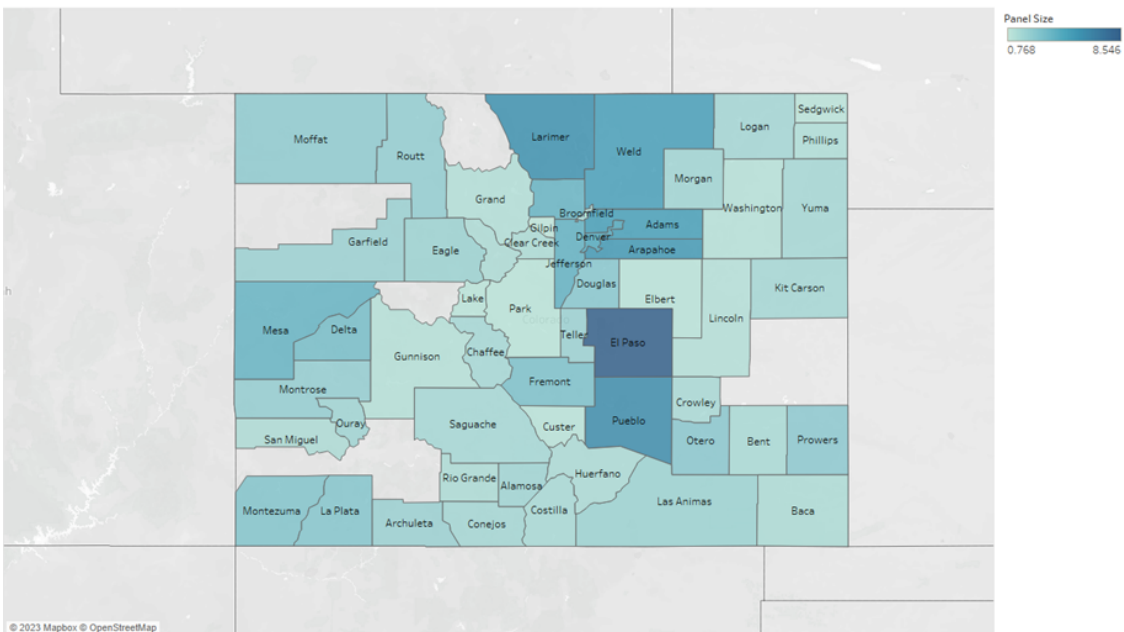 Panel Size
0.768 8.546
Sedgwick
Larimer
Logan
Moffat
Phillips
Weld
Routt
Morgan
Grand
Washington
Yuma
Broomfield
Gilpin
Adams
Denver
Garfield
Clear Creek
Eagle
Arapahoe
Jefferson
Douglas
Kit Carson
Lake
Elbert
Park
Lincoln
Colorado
Mesa
Delta
Teller
El Paso
Chaffee
Gunnison
Fremont
Montrose
Crowley
Ouray
Saguache
Pueblo
Custer
San Miguel
Otero
Bent
Prowers
Huerfano
Rio Grande
Alamosa
Las Animas
Montezuma
La Plata
Costilla
Baca
Archuleta
Conejos
© 2023 Mapbox © OpenStreetMap